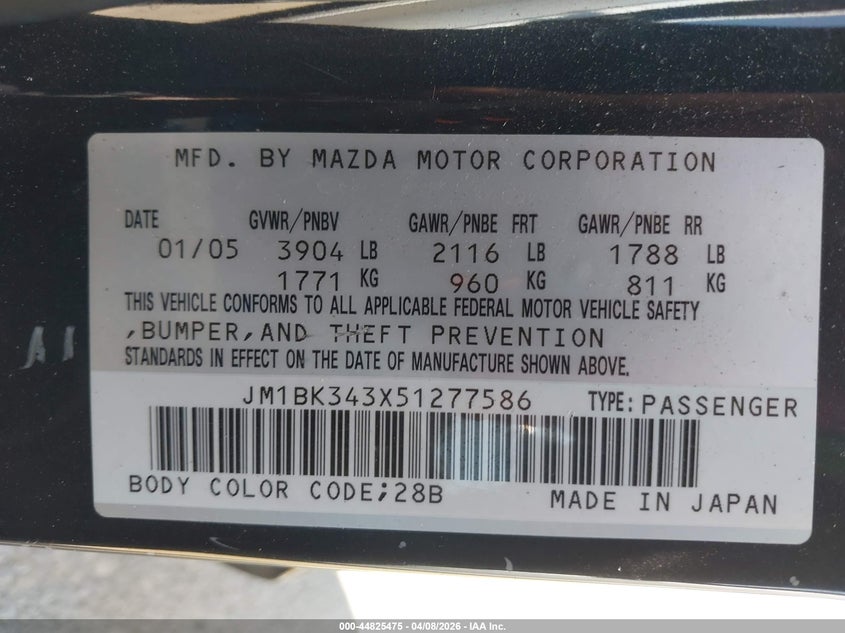 MFD. BY MAZDA MOTOR CORPORATION
DATE GVWR/PNBV GAWR/PNBE FRT GAWR/PNBE RR
01/05 3904 LB 2116 LB 1788 LB
1771 KG 960 KG 811 KG
THIS VEHICLE CONFORMS TO ALL APPLICABLE FEDERAL MOTOR VEHICLE SAFETY
,BUMPER,AND THEFT PREVENTION
STANDARDS IN EFFECT ON THE DATE OF MANUFACTURE SHOWN ABOVE.
JM1BK343X51277586 TYPE:PASSENGER
BODY COLOR CODE;28B MADE IN JAPAN
000-44825475 - 04/08/2026 - IAA Inc.